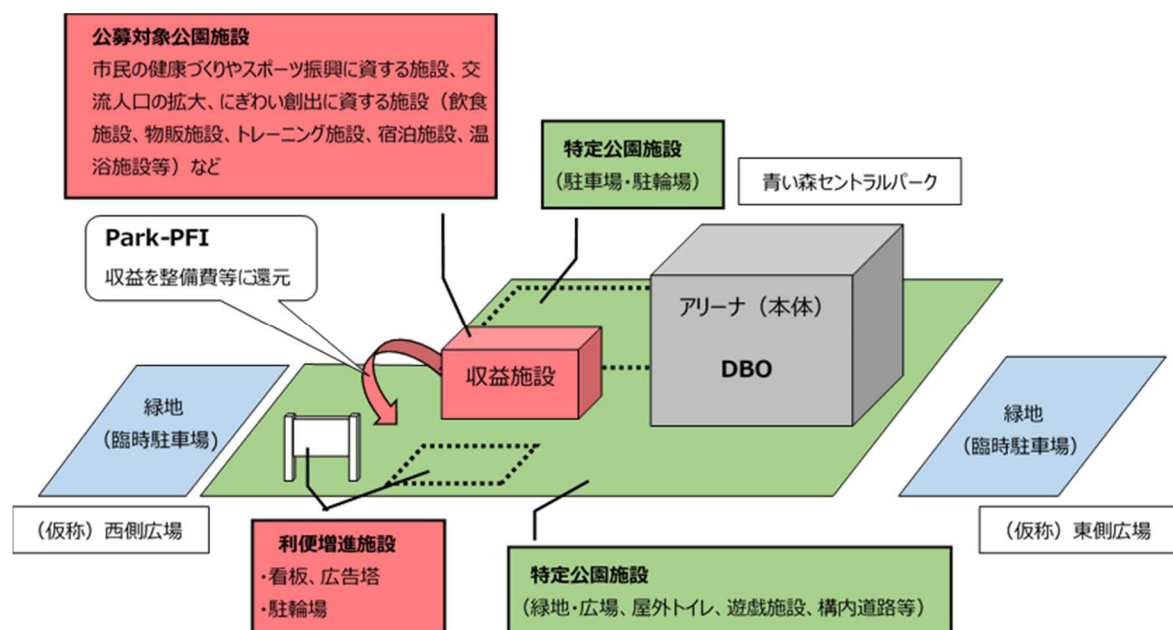 公募対象公園施設
市民の健康づくりやスポーツ振興に資する施設、交
流人口の拡大、にぎわい創出に資する施設（飲食
施設、物販施設、トレーニング施設、宿泊施設、温
浴施設等）など
特定公園施設
（駐車場・駐輪場）
青い森セントラルパーク
Park-PFI
収益を整備費等に還元
アリーナ（本体）
DBO
収益施設
緑地
（臨時駐車場）
緑地
（臨時駐車場）
（仮称）西側広場
（仮称）東側広場
利便増進施設
・看板、広告塔
・駐輪場
特定公園施設
（緑地・広場、屋外トイレ、遊戯施設、構内道路等）